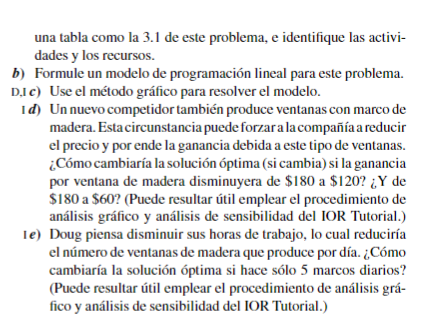 una tabla como la 3.1 de este problema, e identifique las activi-
dades y los recursos.
b) Formule un modelo de programación lineal para este problema.
D,I c) Use el método gráfico para resolver el modelo.
I d) Un nuevo competidor también produce ventanas con marco de
madera. Esta circunstancia puede forzar a la compañía a reducir
el precio y por ende la ganancia debida a este tipo de ventanas.
¿Cómo cambiaría la solución óptima (si cambia) si la ganancia
por ventana de madera disminuyera de $180 a $120? ¿Y de
$180 a $60? (Puede resultar útil emplear el procedimiento de
análisis gráfico y análisis de sensibilidad del IOR Tutorial.)
I e) Doug piensa disminuir sus horas de trabajo, lo cual reduciría
el número de ventanas de madera que produce por día. ¿Cómo
cambiaría la solución óptima si hace sólo 5 marcos diarios?
(Puede resultar útil emplear el procedimiento de análisis grá-
fico y análisis de sensibilidad del IOR Tutorial.)